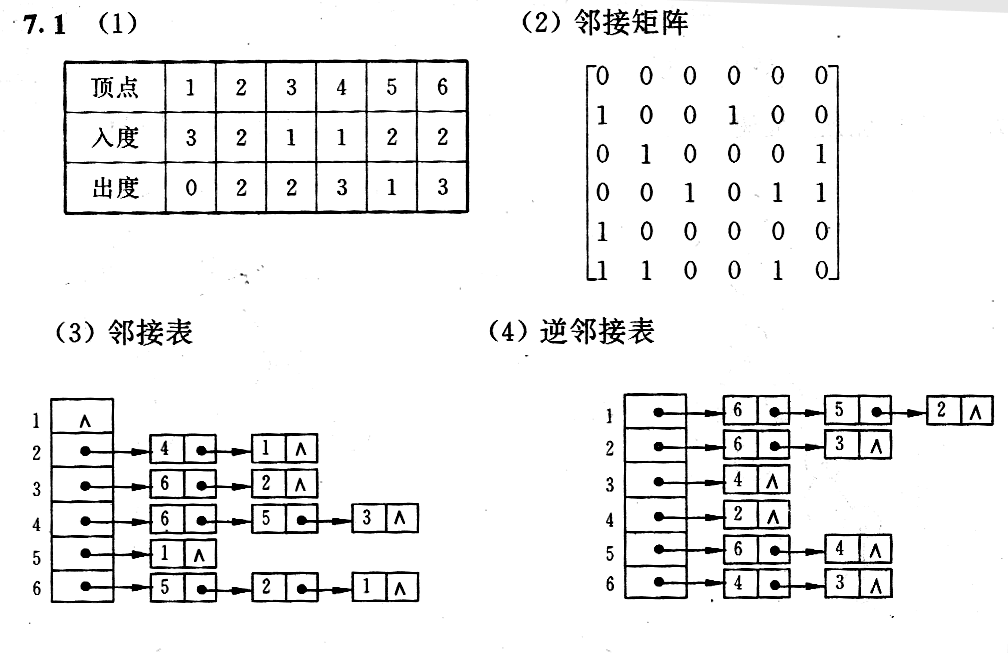 7.1 (1)
顶点 1 2 3 4 5 6
入度 3 2 1 1 2 2
出度 0 2 2 3 1 3
(2) 邻接矩阵
0 0 0 0 0 0
1 0 0 1 0 0
0 1 0 0 0 1
0 0 1 0 1 1
1 0 0 0 0 0
1 1 0 0 1 0
(3) 邻接表
1 ∧
2 4 1 ∧
3 6 2 ∧
4 6 5 3 ∧
5 1 ∧
6 5 2 1 ∧
(4) 逆邻接表
1 6 5 2 ∧
2 6 3 ∧
3 4 ∧
4 2 ∧
5 6 4 ∧
6 4 3 ∧